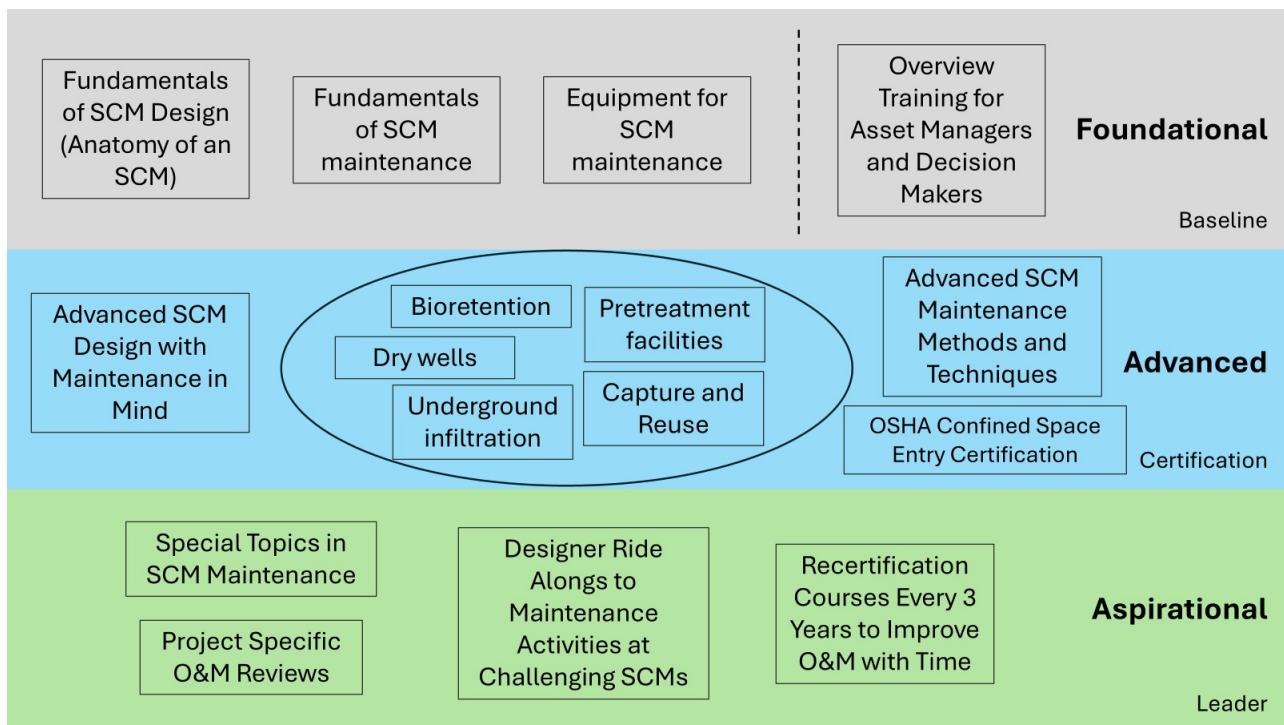 Fundamentals
of SCM Design
(Anatomy of an
SCM)
Fundamentals
of SCM
maintenance
Equipment for
SCM
maintenance
Overview
Training for
Asset Managers
and Decision
Makers
Foundational
Baseline
Advanced SCM
Design with
Maintenance in
Mind
Bioretention
Dry wells
Underground
infiltration
Pretreatment
facilities
Capture and
Reuse
Advanced SCM
Maintenance
Methods and
Techniques
OSHA Confined Space
Entry Certification
Advanced
Certification
Special Topics in
SCM Maintenance
Project Specific
O&M Reviews
Designer Ride
Alongs to
Maintenance
Activities at
Challenging SCMs
Recertification
Courses Every 3
Years to Improve
O&M with Time
Aspirational
Leader